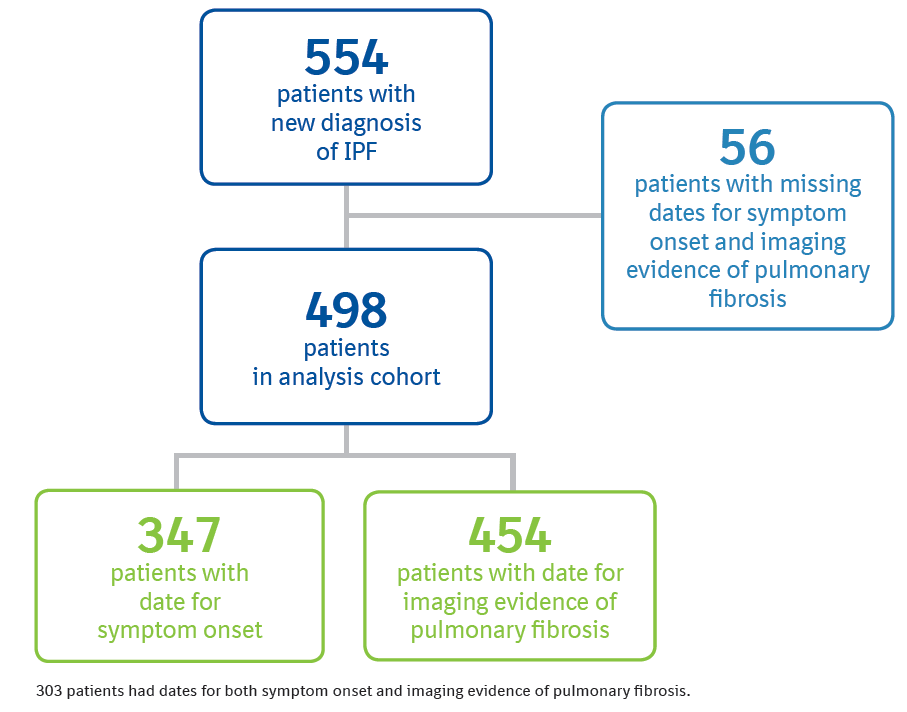 554
patients with
new diagnosis
of IPF
56
patients with missing
dates for symptom
onset and imaging
evidence of pulmonary
fibrosis
498
patients
in analysis cohort
347
patients with
date for
symptom onset
454
patients with date for
imaging evidence of
pulmonary fibrosis
303 patients had dates for both symptom onset and imaging evidence of pulmonary fibrosis.